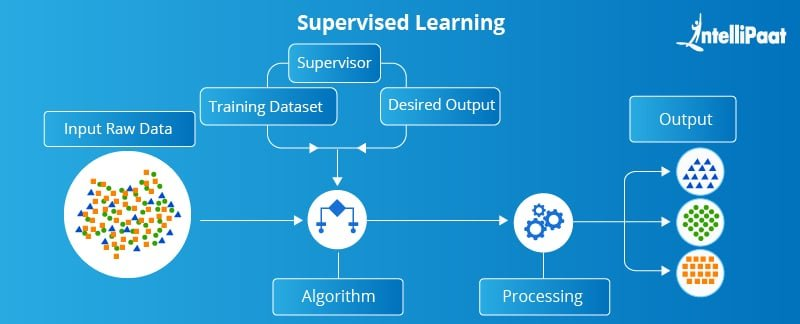 Supervised Learning
INTELLIPAAT
Supervisor
Training Dataset
Desired Output
Input Raw Data
Output
Algorithm
Processing